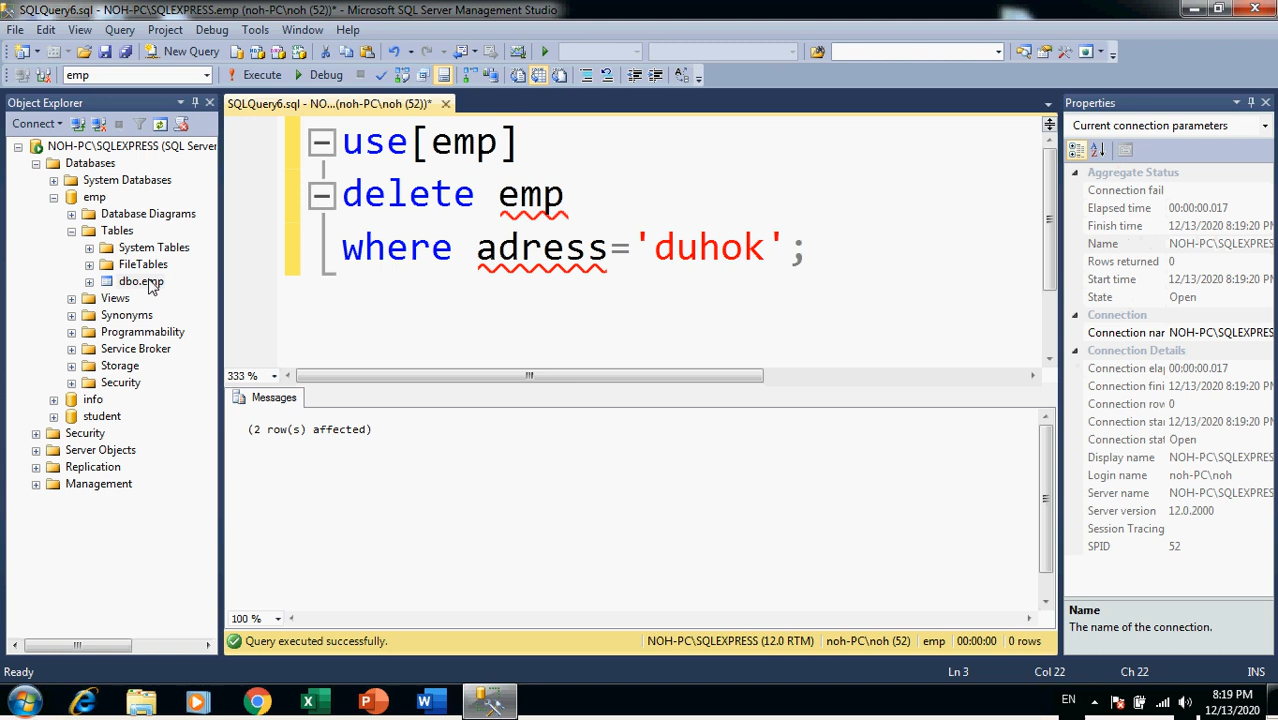 SQLQuery6.sql - NOH-PC\SQLEXPRESS.emp (noh-PC\noh (52))* - Microsoft SQL Server Management Studio
File Edit View Query Project Debug Tools Window Help
New Query
emp Execute Debug
Object Explorer
Connect
NOH-PC\SQLEXPRESS (SQL Server
Databases
System Databases
emp
Database Diagrams
Tables
System Tables
FileTables
dbo.emp
Views
Synonyms
Programmability
Service Broker
Storage
Security
info
student
Security
Server Objects
Replication
Management
SQLQuery6.sql - NO...(noh-PC\noh (52))*
use[emp]
delete emp
where adress='duhok';
333 %
Messages
(2 row(s) affected)
100 %
Query executed successfully. NOH-PC\SQLEXPRESS (12.0 RTM) noh-PC\noh (52) emp 00:00:00 0 rows
Properties
Current connection parameters
Aggregate Status
Connection fail
Elapsed time 00:00:00.017
Finish time 12/13/2020 8:19:20 PM
Name NOH-PC\SQLEXPRES
Rows returned 0
Start time 12/13/2020 8:19:20 PM
State Open
Connection
Connection nar NOH-PC\SQLEXPRESS
Connection Details
Connection elap 00:00:00.017
Connection fini 12/13/2020 8:19:20 PM
Connection row 0
Connection star 12/13/2020 8:19:20 PM
Connection stat Open
Display name NOH-PC\SQLEXPRES
Login name noh-PC\noh
Server name NOH-PC\SQLEXPRES
Server version 12.0.2000
Session Tracing
SPID 52
Name
The name of the connection.
Ready Ln 3 Col 22 Ch 22 INS
EN 8:19 PM
12/13/2020